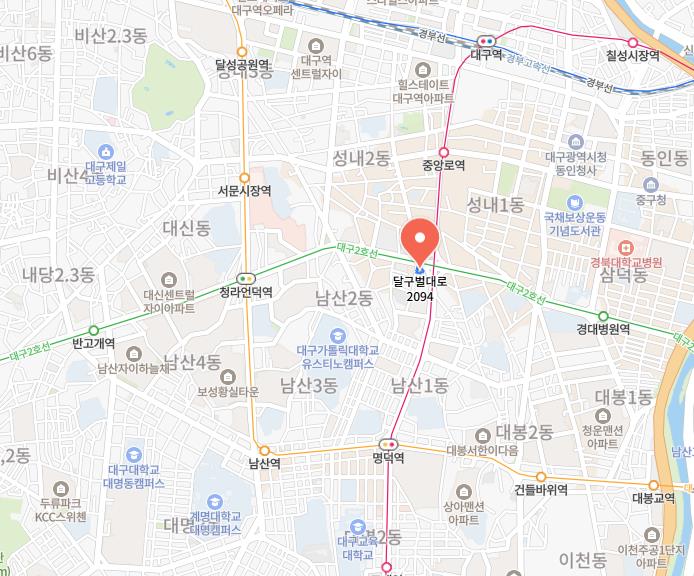 대구역오페라
비산2.3동
비산6동
달성공원역
대구역
센트럴자이
대구역
경부선
경부고속선
경부선
칠성시장역
힐스테이트
대구역아파트
대구제일
고등학교
비산4동
성내2동
중앙로역
대구광역시청
동인청사
동인동
서문시장역
성내1동
중구청
국채보상운동
기념도서관
대신동
대구2호선
경북대학교병원
삼덕동
내당2.3동
대신센트럴
자이아파트
청라언덕역
달구벌대로
2094
남산2동
대구2호선
경대병원역
대구2호선
반고개역
대구가톨릭대학교
유스티노캠퍼스
남산자이하늘채
남산4동
보성황실타운
남산3동
남산1동
대봉1동
청운맨션
아파트
대봉2동
대봉서한이다음
명덕역
남산역
대구대학교
대명동캠퍼스
건들바위역
대봉교역
두류파크
KCC스위첸
계명대학교
대명캠퍼스
상아맨션
아파트
대구교육
대학교
이천주공1단지
아파트
이천동